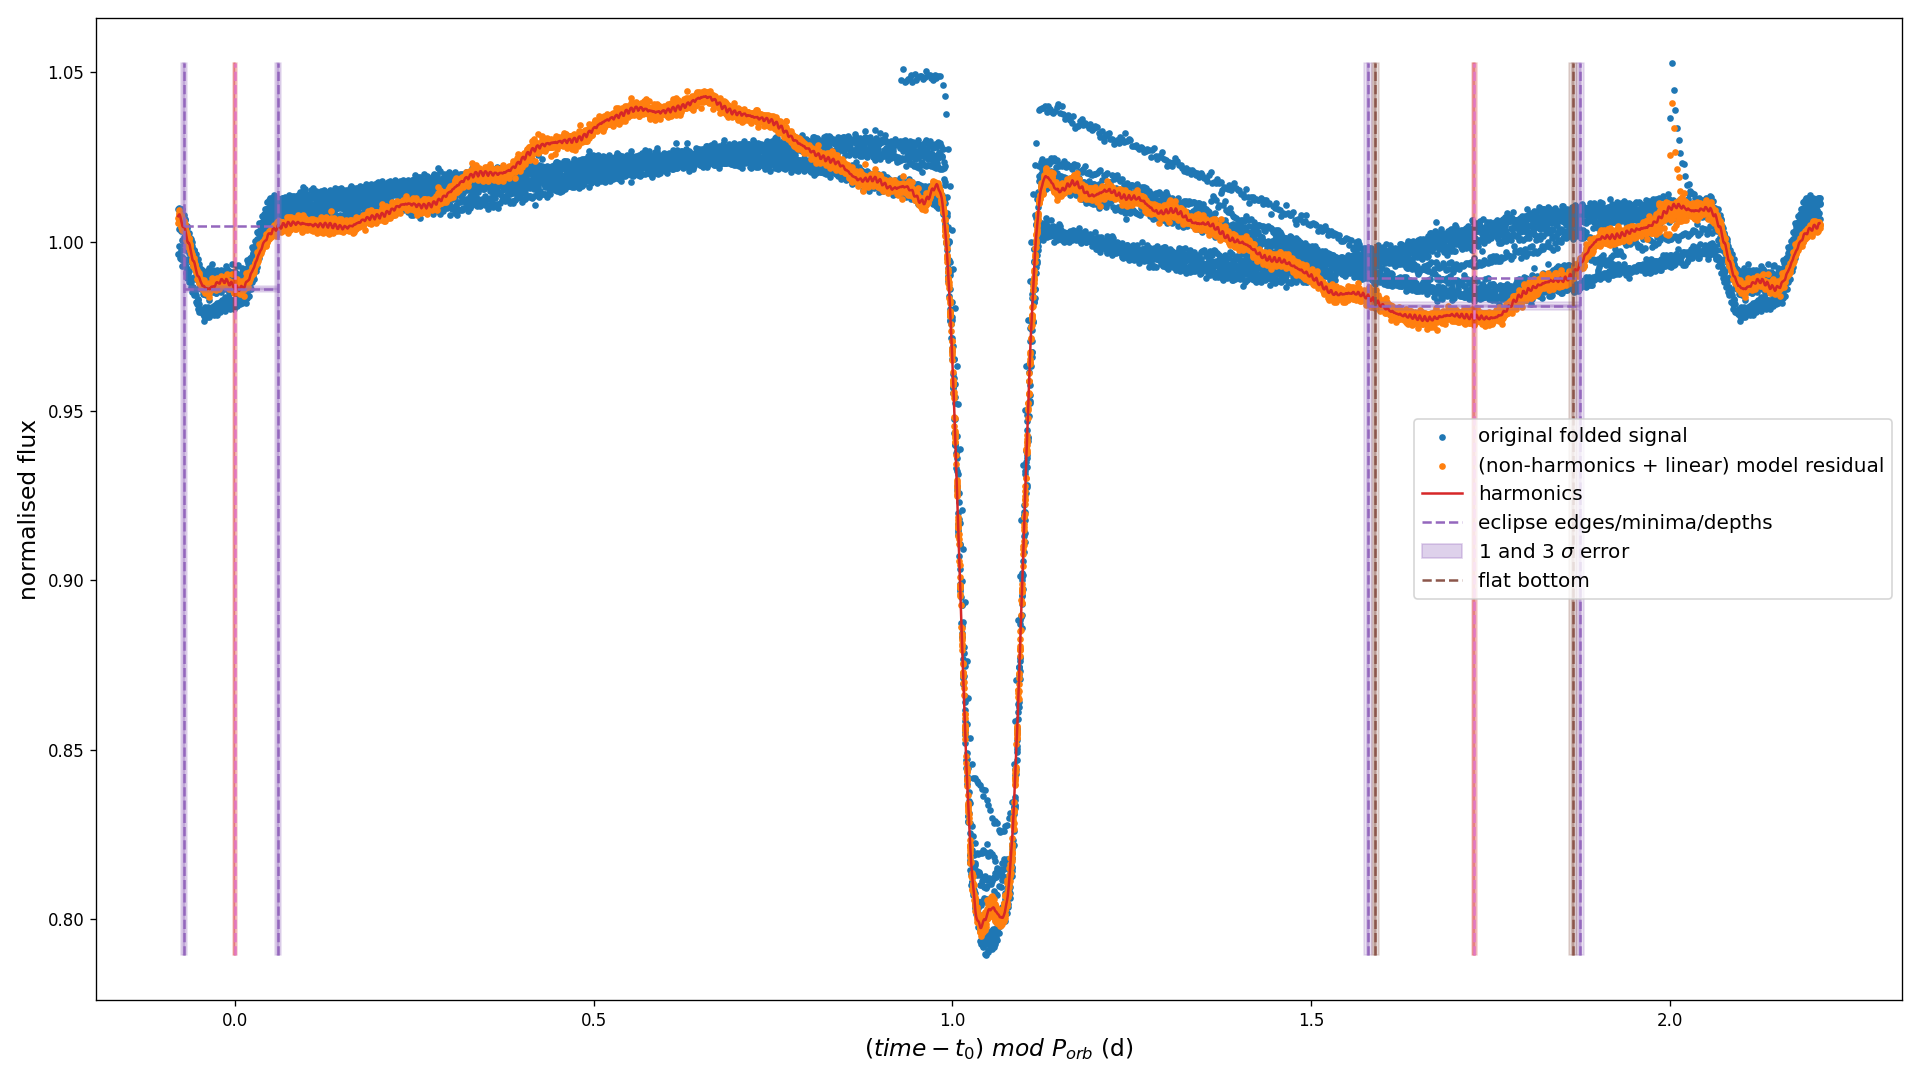 1.05
1.00
0.95
0.90
0.85
0.80
normalised flux
original folded signal
(non-harmonics + linear) model residual
harmonics
eclipse edges/minima/depths
1 and 3 σ error
flat bottom
0.0 0.5 1.0 1.5 2.0
(time − t₀) mod Pₒᵣᵦ (d)